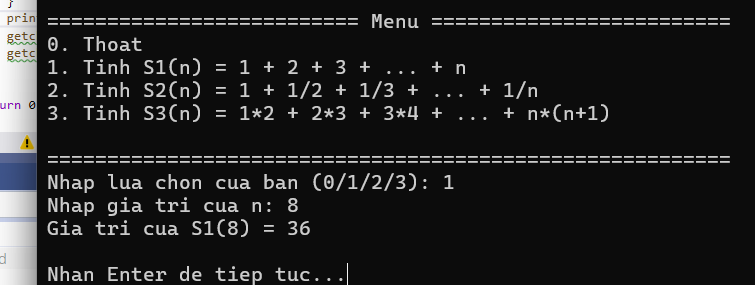 }
prin
getc
getc
urn 0
d
========================== Menu =========================
0. Thoat
1. Tinh S1(n) = 1 + 2 + 3 + ... + n
2. Tinh S2(n) = 1 + 1/2 + 1/3 + ... + 1/n
3. Tinh S3(n) = 1*2 + 2*3 + 3*4 + ... + n*(n+1)
=========================================================
Nhap lua chon cua ban (0/1/2/3): 1
Nhap gia tri cua n: 8
Gia tri cua S1(8) = 36
Nhan Enter de tiep tuc...